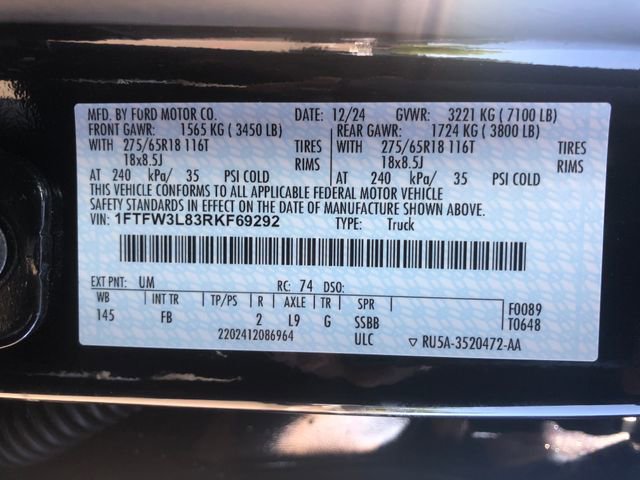 MFD. BY FORD MOTOR CO. DATE: 12/24 GVWR: 3221 KG ( 7100 LB)
FRONT GAWR: 1565 KG ( 3450 LB) REAR GAWR: 1724 KG ( 3800 LB)
WITH 275/65R18 116T TIRES WITH 275/65R18 116T TIRES
18x8.5J RIMS 18x8.5J RIMS
AT 240 kPa/ 35 PSI COLD AT 240 kPa/ 35 PSI COLD
THIS VEHICLE CONFORMS TO ALL APPLICABLE FEDERAL MOTOR VEHICLE
SAFETY STANDARDS IN EFFECT ON THE DATE OF MANUFACTURE SHOWN ABOVE.
VIN: 1FTFW3L83RKF69292 TYPE: Truck
EXT PNT: UM RC: 74 DSO:
WB INT TR TP/PS R AXLE TR SPR F0089
145 FB 2 L9 G SSBB T0648
2202412086964 ULC ▽ RU5A-3520472-AA